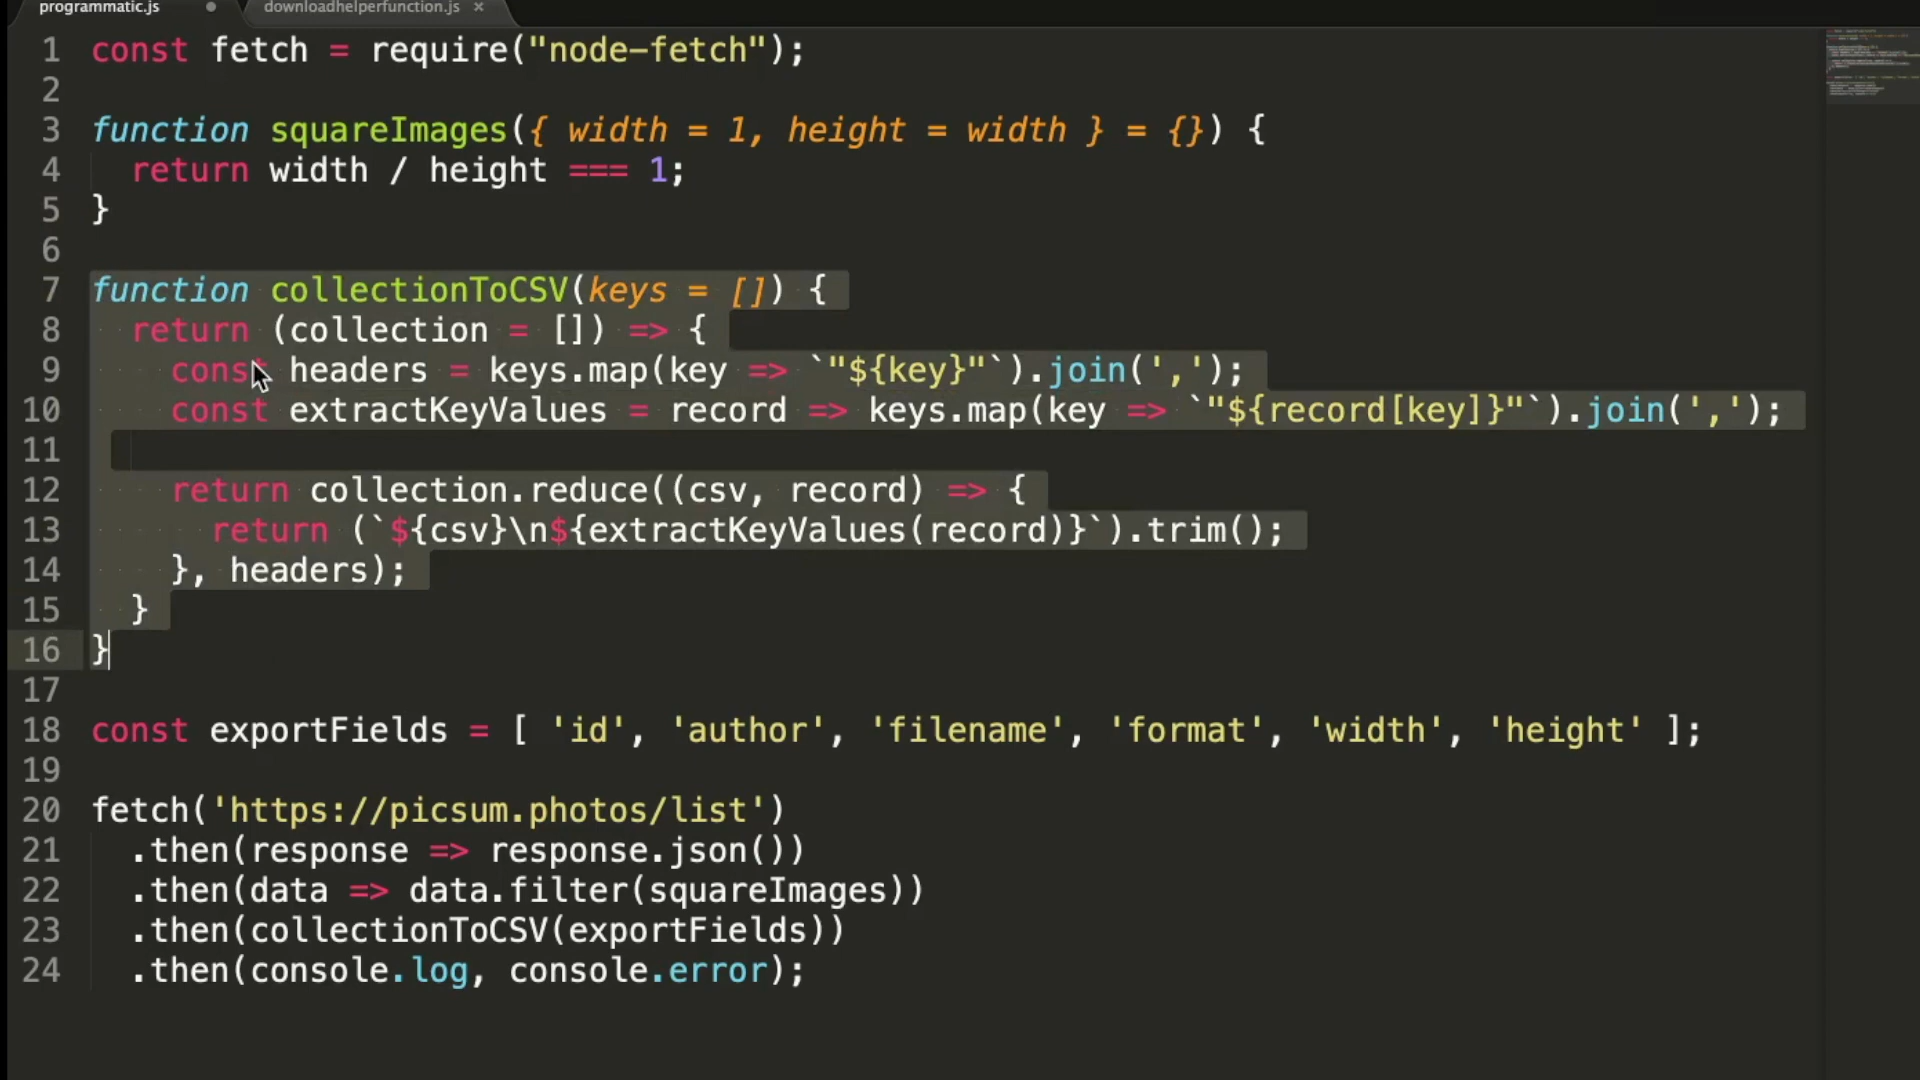 programmatic.js
downloadhelperfunction.js ×
1 const fetch = require("node-fetch");
2
3 function squareImages({ width = 1, height = width } = {}) {
4   return width / height === 1;
5 }
6
7 function collectionToCSV(keys = []) {
8   return (collection = []) => {
9     const headers = keys.map(key => `"${key}"`).join(',');
10     const extractKeyValues = record => keys.map(key => `"${record[key]}"`).join(',');
11
12     return collection.reduce((csv, record) => {
13       return (`${csv}\n${extractKeyValues(record)}`).trim();
14     }, headers);
15   }
16 }
17
18 const exportFields = [ 'id', 'author', 'filename', 'format', 'width', 'height' ];
19
20 fetch('https://picsum.photos/list')
21   .then(response => response.json())
22   .then(data => data.filter(squareImages))
23   .then(collectionToCSV(exportFields))
24   .then(console.log, console.error);